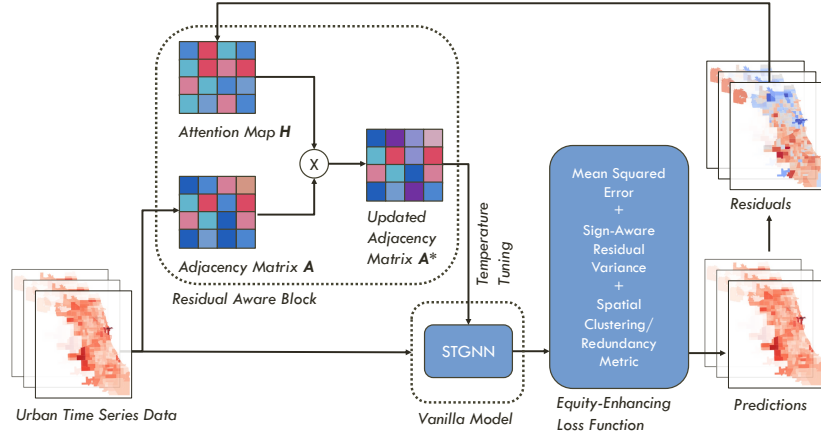 Attention Map H
X
Adjacency Matrix A
Updated
Adjacency
Matrix A*
Residual Aware Block
Temperature
Tuning
Urban Time Series Data
STGNN
Vanilla Model
Mean Squared
Error
+
Sign-Aware
Residual
Variance
+
Spatial
Clustering/
Redundancy
Metric
Equity-Enhancing
Loss Function
Residuals
Predictions